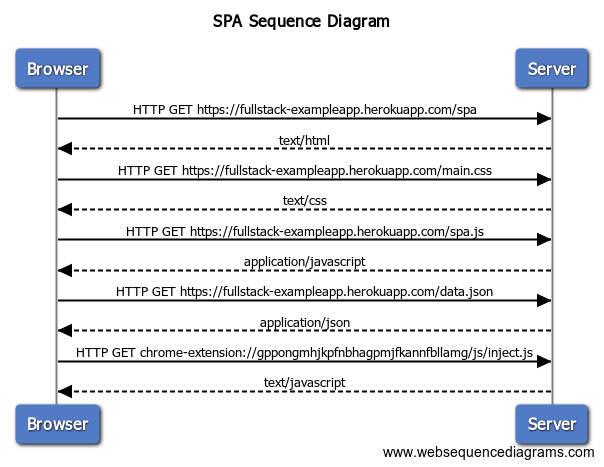 SPA Sequence Diagram
Browser Server
HTTP GET https://fullstack-exampleapp.herokuapp.com/spa
text/html
HTTP GET https://fullstack-exampleapp.herokuapp.com/main.css
text/css
HTTP GET https://fullstack-exampleapp.herokuapp.com/spa.js
application/javascript
HTTP GET https://fullstack-exampleapp.herokuapp.com/data.json
application/json
HTTP GET chrome-extension://gppongmhjkpfnbhagpmjfkannfbllamg/js/inject.js
text/javascript
Browser Server
www.websequencediagrams.com